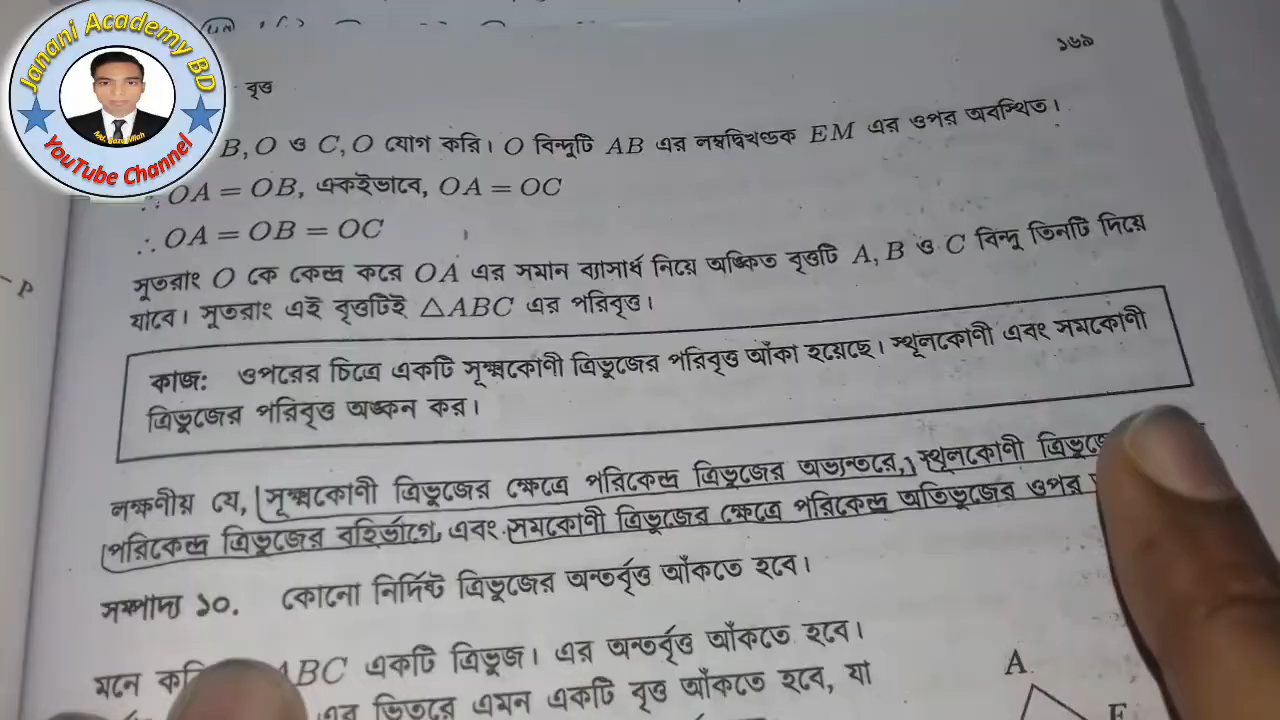 Janani Academy BD
YouTube Channel
১৬৯
বৃত্ত
B, O ও C, O যোগ করি। O বিন্দুটি AB এর লম্বদ্বিখণ্ডক EM এর ওপর অবস্থিত।
∴ OA = OB, একইভাবে, OA = OC
∴ OA = OB = OC
সুতরাং O কে কেন্দ্র করে OA এর সমান ব্যাসার্ধ নিয়ে অঙ্কিত বৃত্তটি A, B ও C বিন্দু তিনটি দিয়ে
যাবে। সুতরাং এই বৃত্তটিই △ABC এর পরিবৃত্ত।
P
কাজ: ওপরের চিত্রে একটি সূক্ষ্মকোণী ত্রিভুজের পরিবৃত্ত আঁকা হয়েছে। স্থূলকোণী এবং সমকোণী
ত্রিভুজের পরিবৃত্ত অঙ্কন কর।
লক্ষণীয় যে, সূক্ষ্মকোণী ত্রিভুজের ক্ষেত্রে পরিকেন্দ্র ত্রিভুজের অভ্যন্তরে, স্থূলকোণী
পরিকেন্দ্র ত্রিভুজের বহির্ভাগে এবং সমকোণী ত্রিভুজের ক্ষেত্রে পরিকেন্দ্র অতিভুজের ওপর
সম্পাদ্য ১০. কোনো নির্দিষ্ট ত্রিভুজের অন্তর্বৃত্ত আঁকতে হবে।
মনে ABC একটি ত্রিভুজ। এর অন্তর্বৃত্ত আঁকতে হবে।
এর ভিতরে এমন একটি বৃত্ত আঁকতে হবে, যা
A
E